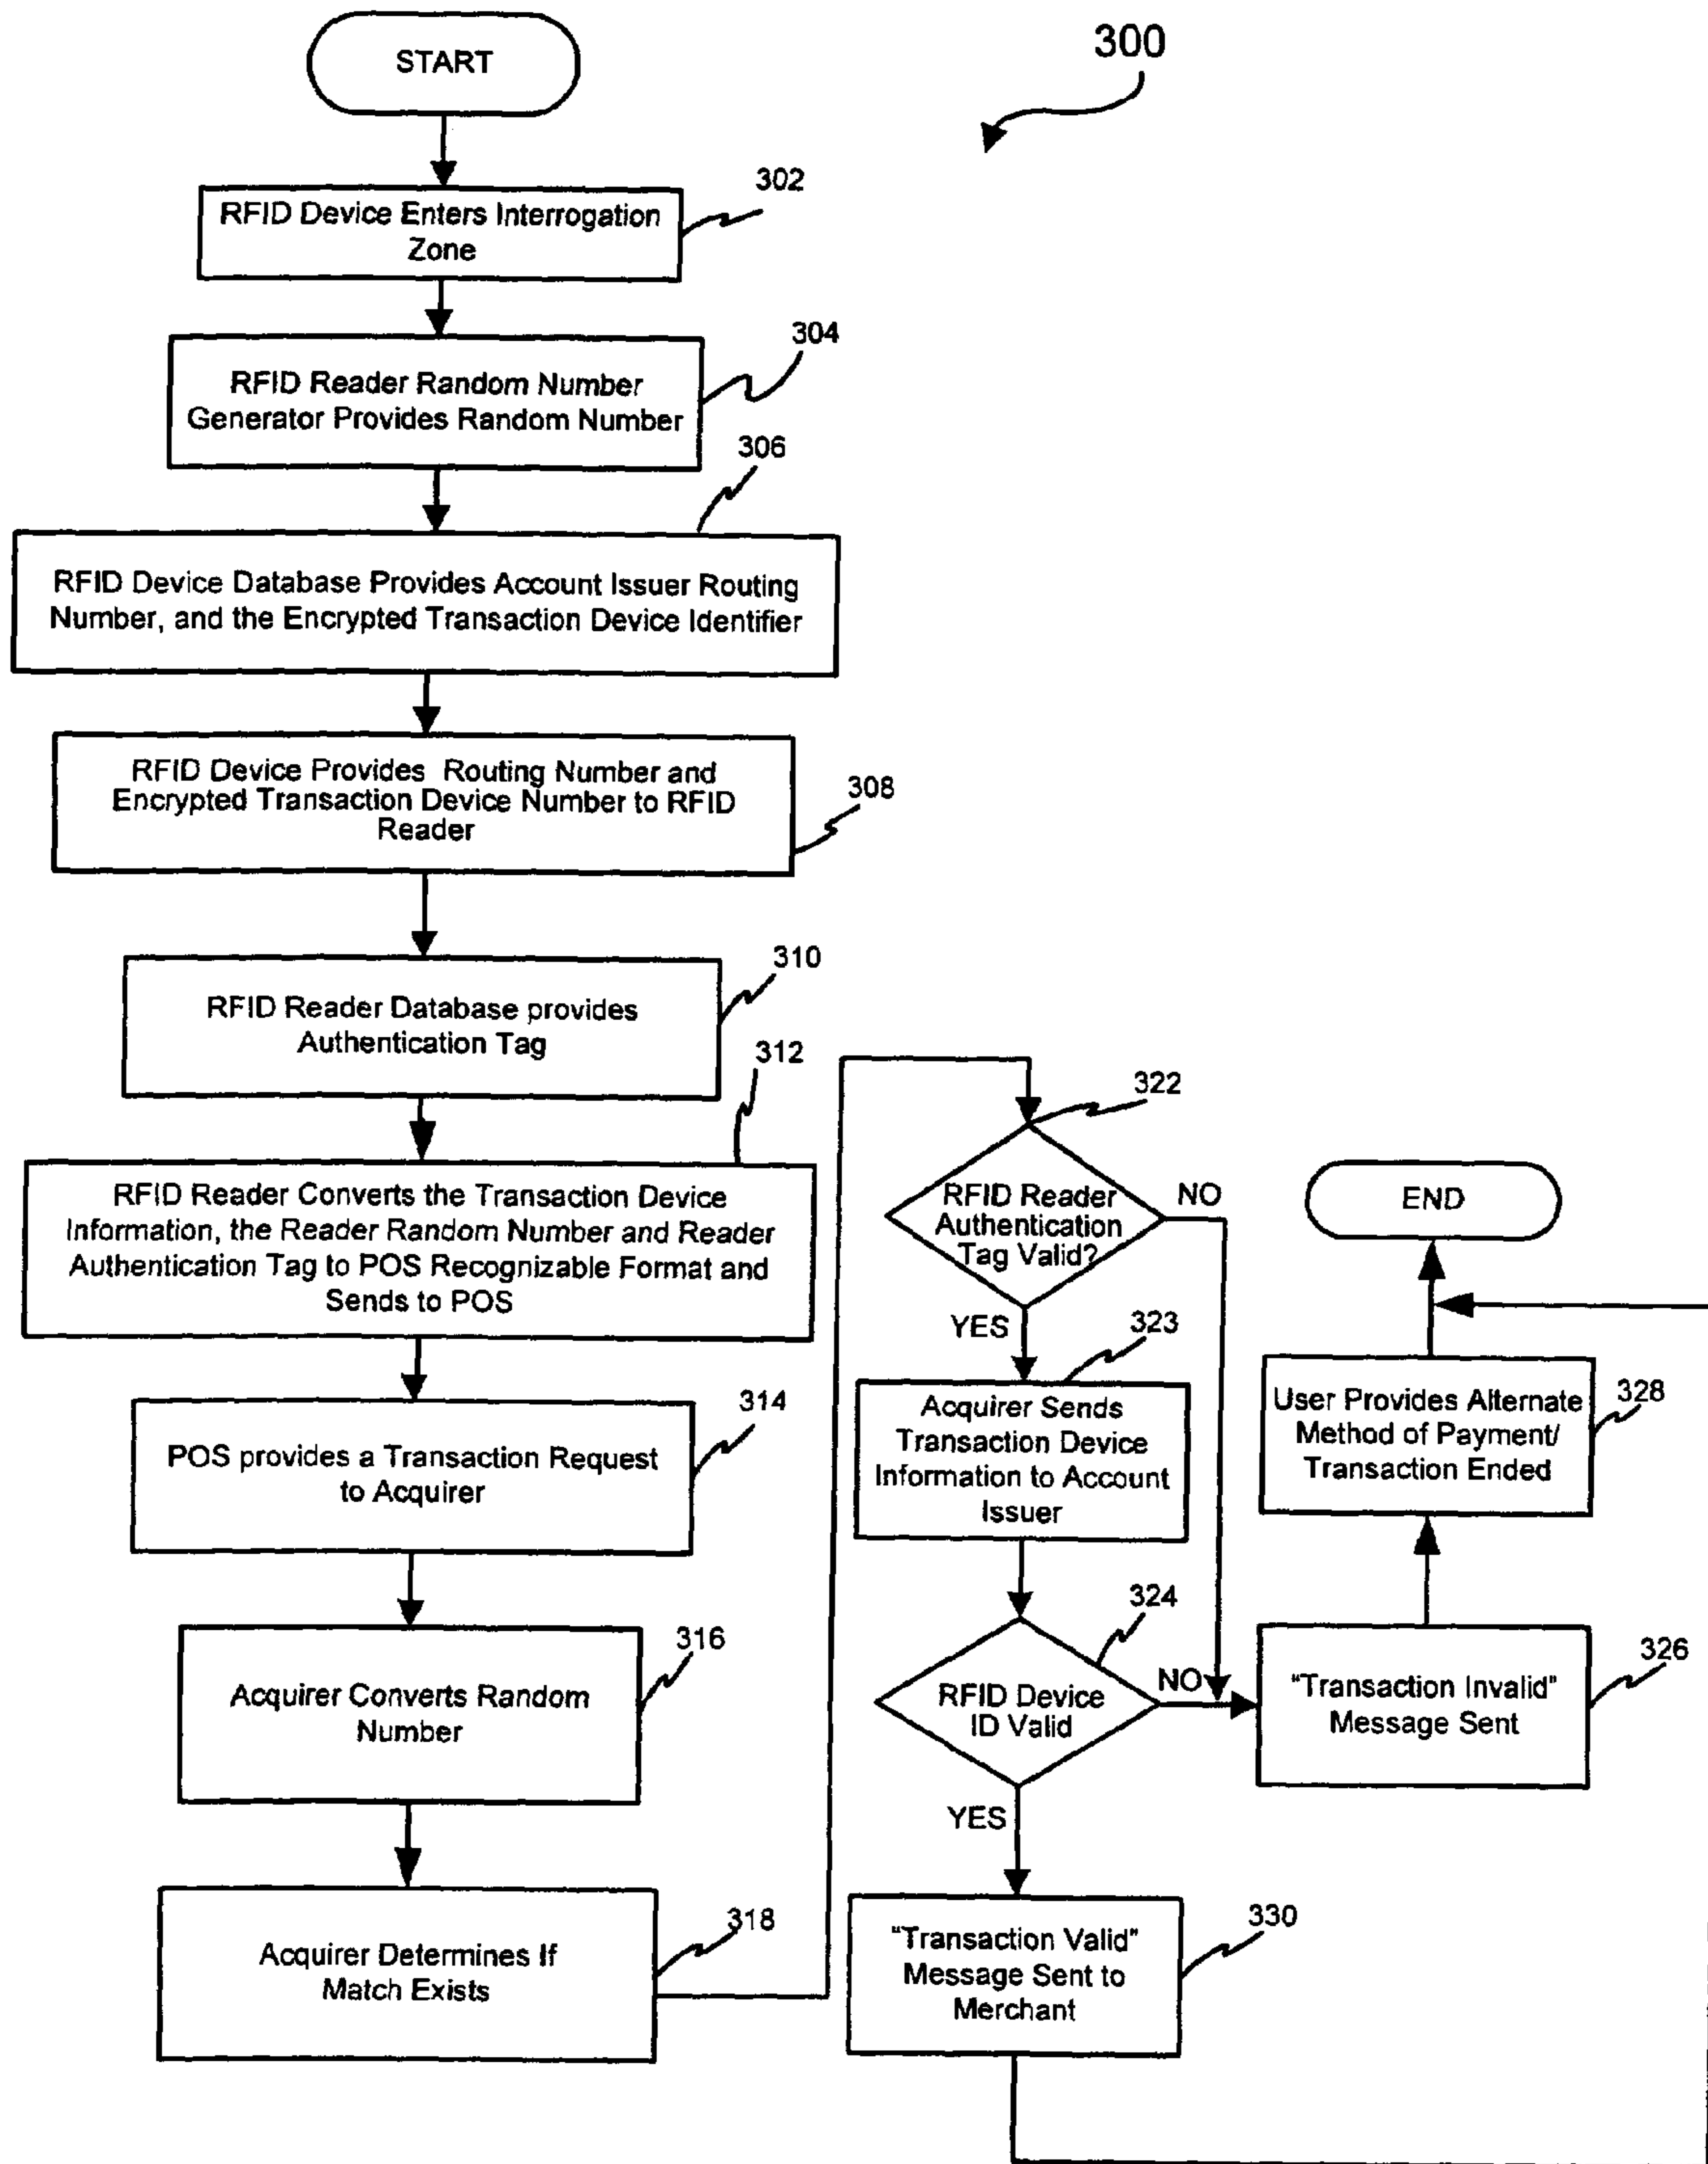 START
300
302
RFID Device Enters Interrogation
Zone
304
RFID Reader Random Number
Generator Provides Random Number
306
RFID Device Database Provides Account Issuer Routing
Number, and the Encrypted Transaction Device Identifier
RFID Device Provides Routing Number and
Encrypted Transaction Device Number to RFID
Reader
308
310
RFID Reader Database provides
Authentication Tag
312
RFID Reader Converts the Transaction Device
Information, the Reader Random Number and Reader
Authentication Tag to POS Recognizable Format and
Sends to POS
314
POS provides a Transaction Request
to Acquirer
316
Acquirer Converts Random
Number
318
Acquirer Determines If
Match Exists
322
RFID Reader
Authentication
Tag Valid?
NO
YES
323
Acquirer Sends
Transaction Device
Information to Account
Issuer
324
RFID Device
ID Valid
NO
YES
330
"Transaction Valid"
Message Sent to
Merchant
END
User Provides Alternate
Method of Payment/
Transaction Ended
328
"Transaction Invalid"
Message Sent
326